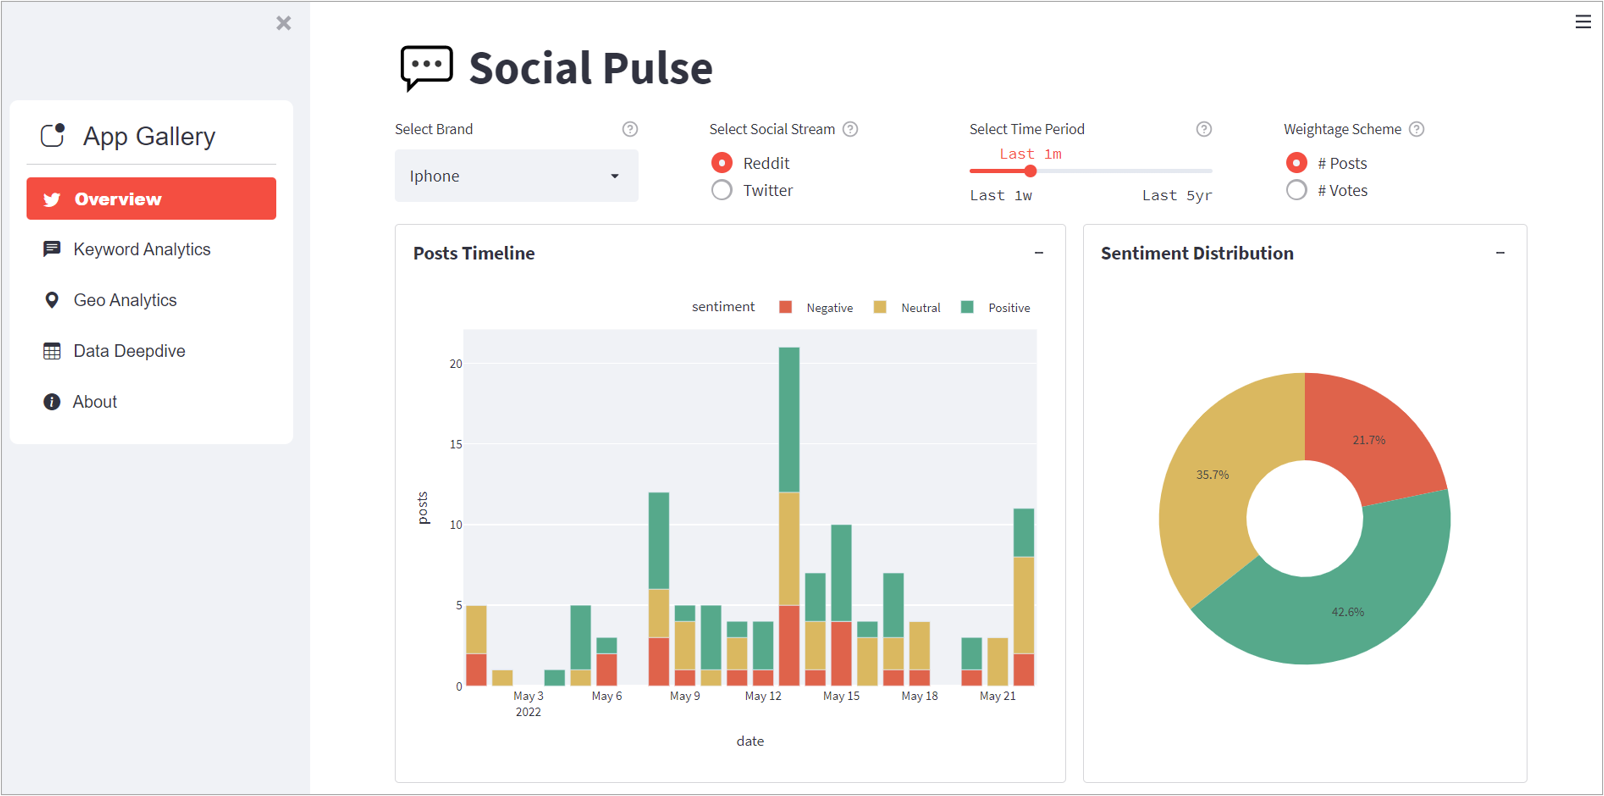 Social Pulse
App Gallery
Overview
Keyword Analytics
Geo Analytics
Data Deepdive
About
Select Brand
Iphone
Select Social Stream
Reddit
Twitter
Select Time Period
Last 1m
Last 1w Last 5yr
Weightage Scheme
# Posts
# Votes
Posts Timeline
sentiment Negative Neutral Positive
posts
20
15
10
5
0
May 3 May 6 May 9 May 12 May 15 May 18 May 21
2022
date
Sentiment Distribution
21.7%
35.7%
42.6%